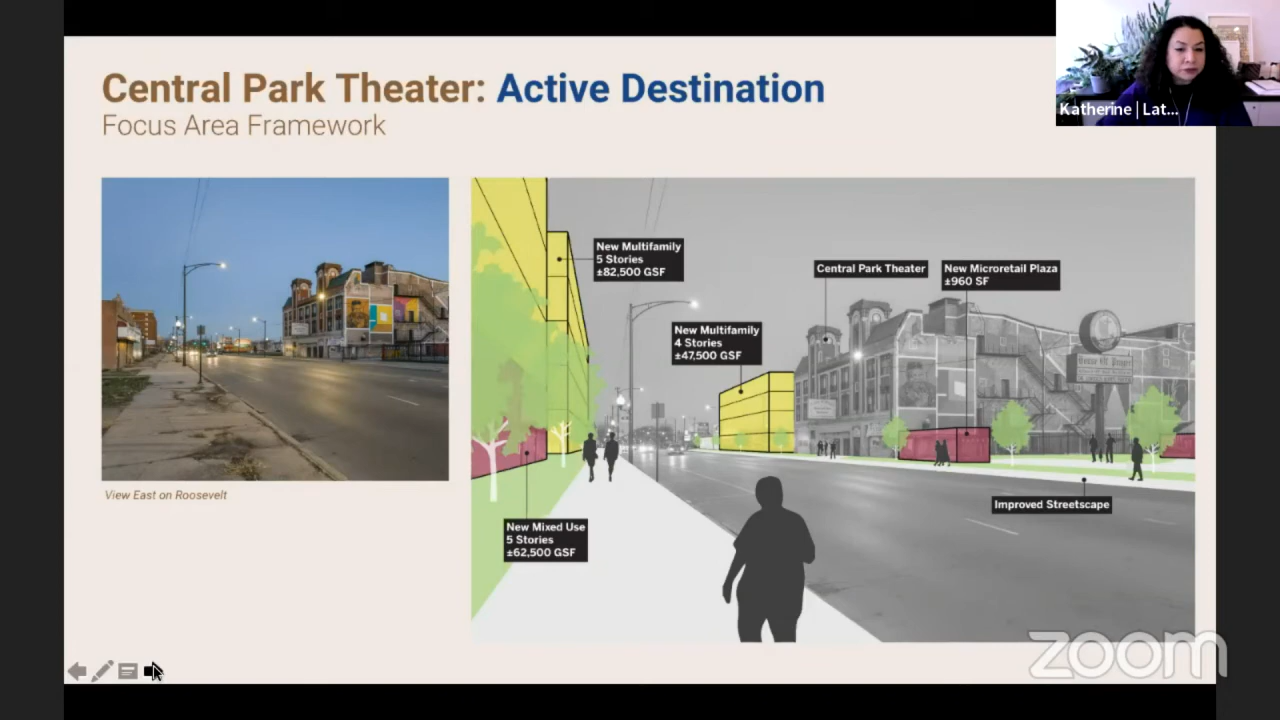 Central Park Theater: Active Destination
Focus Area Framework
Katherine | Lat...
New Multifamily
5 Stories
±82,500 GSF
Central Park Theater
New Microretail Plaza
±960 SF
New Multifamily
4 Stories
±47,500 GSF
View East on Roosevelt
Improved Streetscape
New Mixed Use
5 Stories
±62,500 GSF
zoom